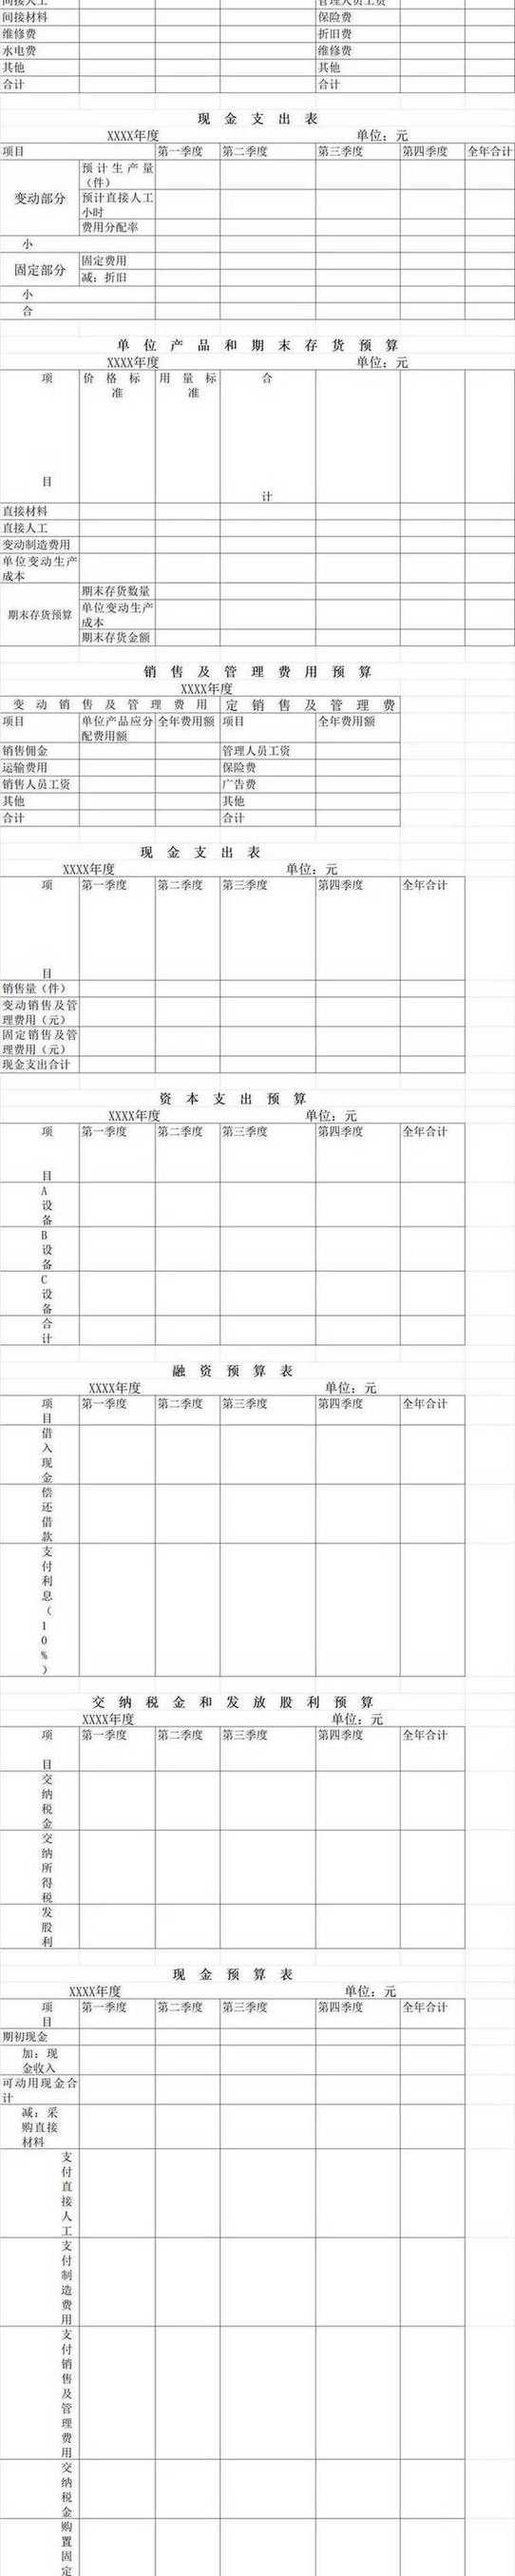 间接人工 管理人员工资
间接材料 保险费
维修费 折旧费
水电费 维修费
其他 其他
合计 合计
现金支出表
XXXX年度 单位：元
项目 第一季度 第二季度 第三季度 第四季度 全年合计
变动部分
预计生产量
（件）
预计直接人工
小时
费用分配率
小
固定部分
固定费用
减：折旧
小
合
单位产品和期末存货预算
XXXX年度 单位：元
项 价格标 用量标 合
准 准
目
计
直接材料
直接人工
变动制造费用
单位变动生产
成本
期末存货预算
期末存货数量
单位变动生产
成本
期末存货金额
销售及管理费用预算
XXXX年度
变动销售及管理费用 定销售及管理费
项目 单位产品应分 全年费用额 项目 全年费用额
配费用额
销售佣金 管理人员工资
运输费用 保险费
销售人员工资 广告费
其他 其他
合计 合计
现金支出表
XXXX年度 单位：元
项 第一季度 第二季度 第三季度 第四季度 全年合计
目
销售量（件）
变动销售及管
理费用（元）
固定销售及管
理费用（元）
现金支出合计
资本支出预算
XXXX年度 单位：元
项 第一季度 第二季度 第三季度 第四季度 全年合计
目
A
设
备
B
设
备
C
设
备
合
计
融资预算表
XXXX年度 单位：元
项 第一季度 第二季度 第三季度 第四季度 全年合计
目
借
入
现
金
偿
还
借
款
支
付
利
息
（
1
0
%
）
交纳税金和发放股利预算
XXXX年度 单位：元
项 第一季度 第二季度 第三季度 第四季度 全年合计
目
交
纳
税
金
交
纳
所
得
税
发
股
利
现金预算表
XXXX年度 单位：元
项 第一季度 第二季度 第三季度 第四季度 全年合计
目
期初现金
加：现
金收入
可动用现金合
计
减：采
购直接
材料
支
付
直
接
人
工
支
付
制
造
费
用
支
付
销
售
及
管
理
费
用
交
纳
税
金
购
置
固
定